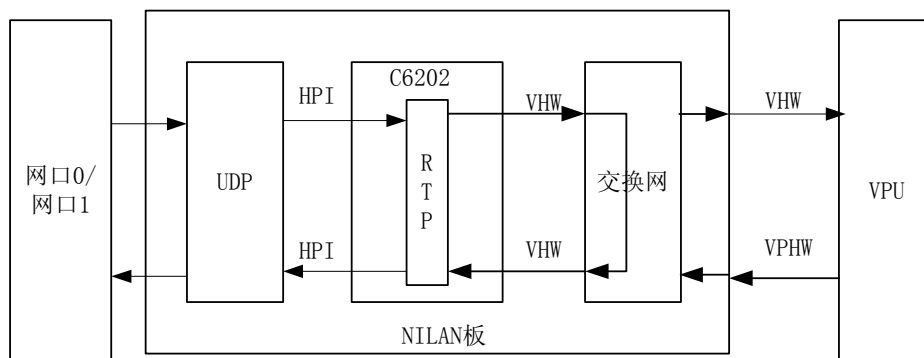 C6202
HPI
VHW
VHW
网口0/
网口1
UDP
R
T
P
交换网
VPU
HPI
VHW
VPHW
NILAN板